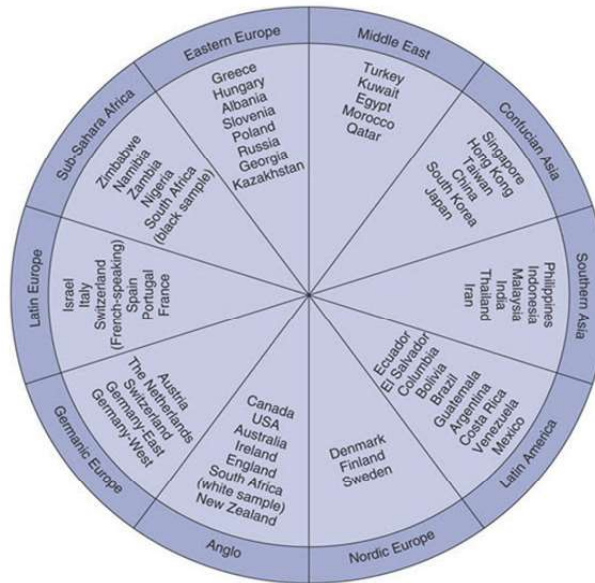 Eastern Europe
Greece
Hungary
Albania
Slovenia
Poland
Russia
Georgia
Kazakhstan
Middle East
Turkey
Kuwait
Egypt
Morocco
Qatar
Confucian Asia
Singapore
Hong Kong
Taiwan
China
South Korea
Japan
Southern Asia
Philippines
Indonesia
Malaysia
India
Thailand
Iran
Latin America
Ecuador
El Salvador
Columbia
Bolivia
Brazil
Guatemala
Argentina
Costa Rica
Venezuela
Mexico
Nordic Europe
Denmark
Finland
Sweden
Anglo
Canada
USA
Australia
Ireland
England
South Africa
(white sample)
New Zealand
Germanic Europe
Austria
The Netherlands
Switzerland
Germany-East
Germany-West
Latin Europe
Israel
Italy
Switzerland
(French-speaking)
Spain
Portugal
France
Sub-Sahara Africa
Zimbabwe
Namibia
Zambia
Nigeria
South Africa
(black sample)